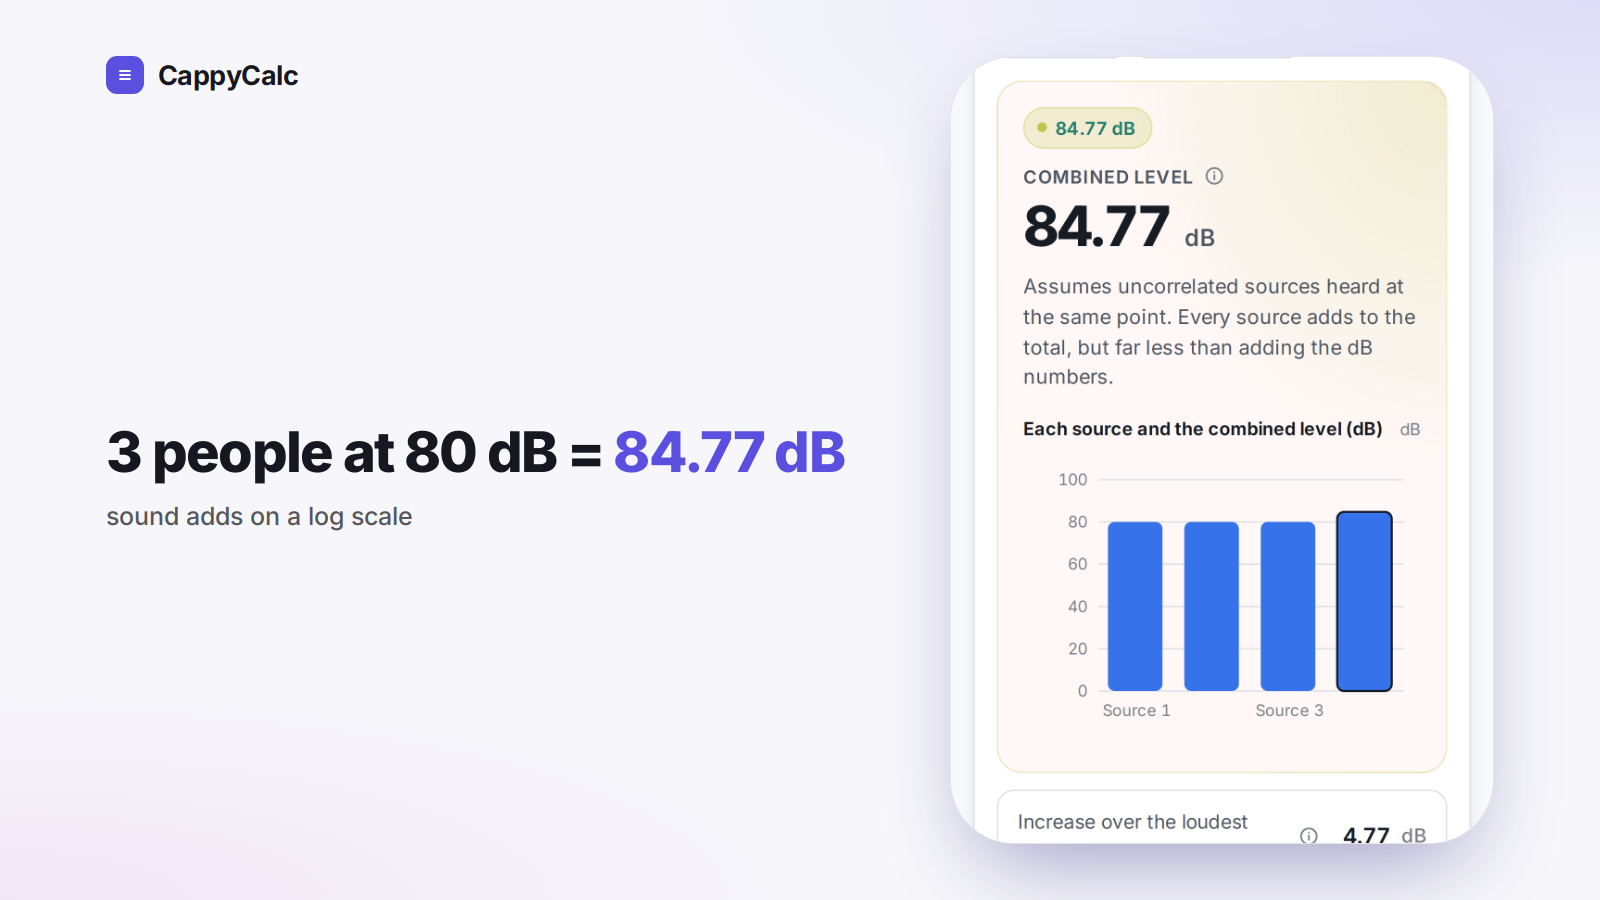 CappyCalc
3 people at 80 dB = 84.77 dB
sound adds on a log scale
84.77 dB
COMBINED LEVEL
84.77 dB
Assumes uncorrelated sources heard at
the same point. Every source adds to the
total, but far less than adding the dB
numbers.
Each source and the combined level (dB) dB
100
80
60
40
20
0
Source 1 Source 3
Increase over the loudest
4.77 dB